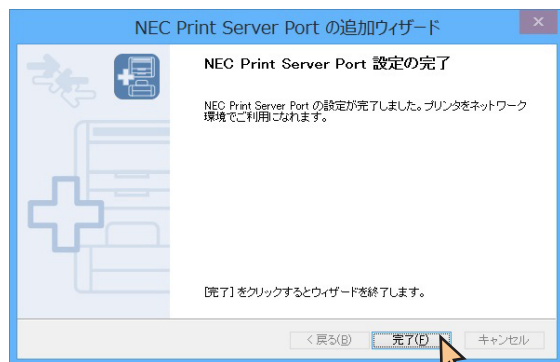 NEC Print Server Port の追加ウィザード
NEC Print Server Port 設定の完了
NEC Print Server Port の設定が完了しました。プリンタをネットワーク
環境でご利用になれます。
[完了] をクリックするとウィザードを終了します。
< 戻る(B)
完了(F)
キャンセル